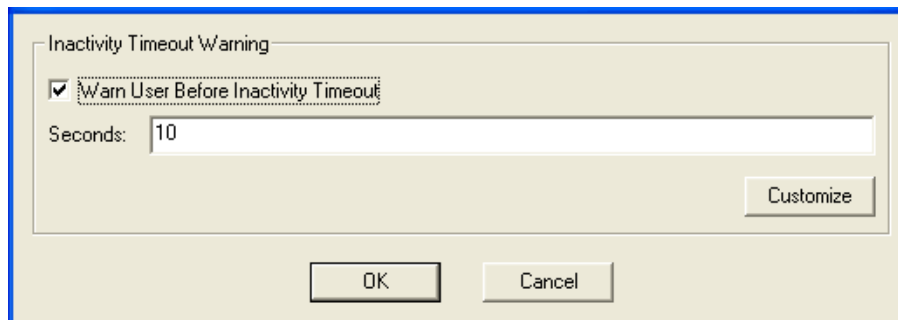 Inactivity Timeout Warning
Warn User Before Inactivity Timeout
Seconds: 10
Customize
OK Cancel